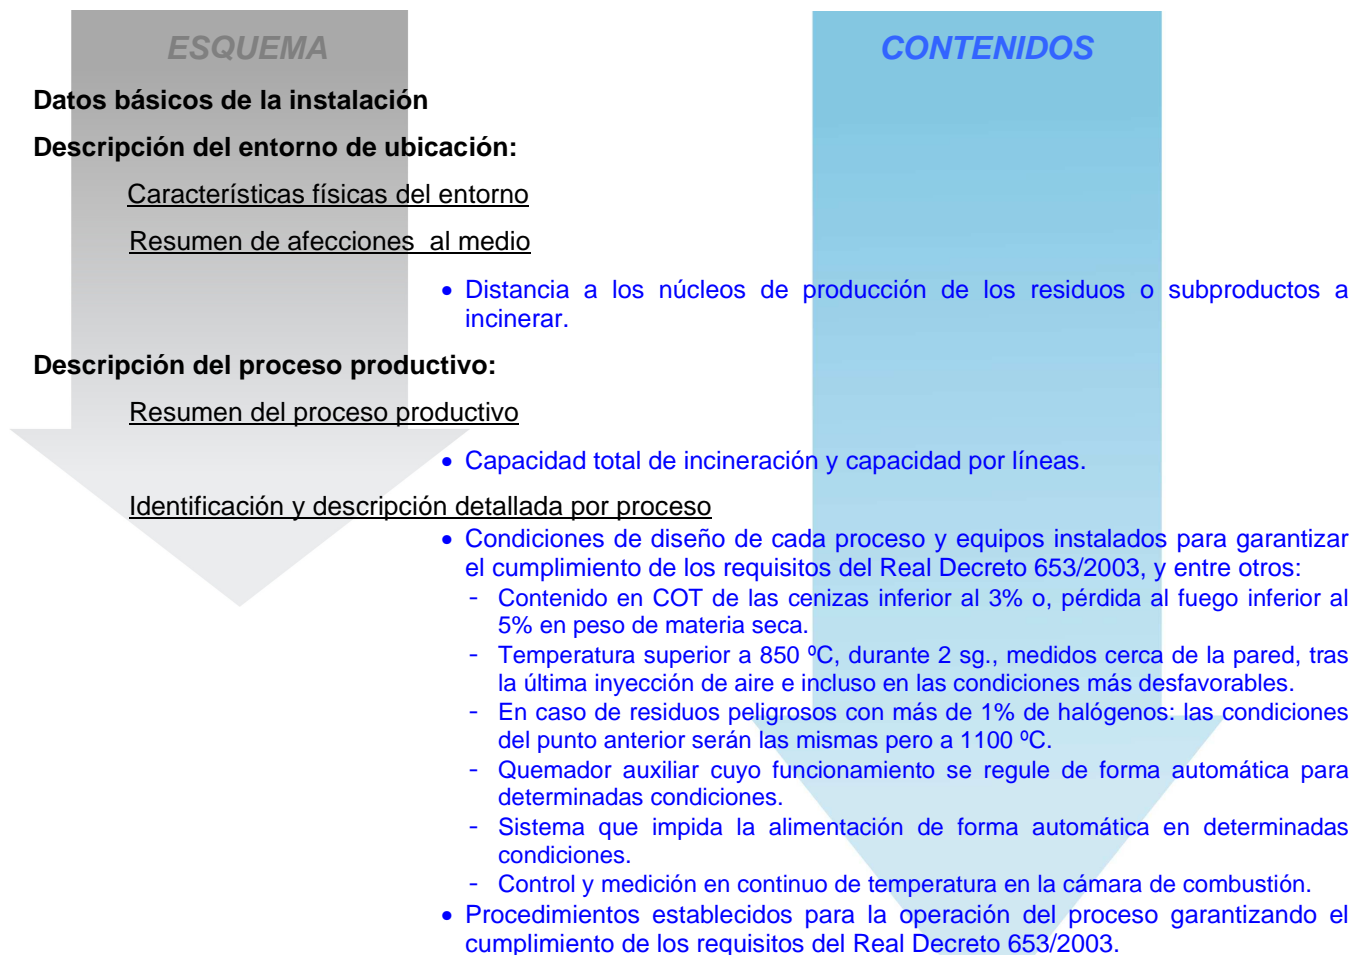 ESQUEMA
CONTENIDOS
Datos básicos de la instalación
Descripción del entorno de ubicación:
Características físicas del entorno
Resumen de afecciones al medio
• Distancia a los núcleos de producción de los residuos o subproductos a
incinerar.
Descripción del proceso productivo:
Resumen del proceso productivo
• Capacidad total de incineración y capacidad por líneas.
Identificación y descripción detallada por proceso
• Condiciones de diseño de cada proceso y equipos instalados para garantizar
el cumplimiento de los requisitos del Real Decreto 653/2003, y entre otros:
- Contenido en COT de las cenizas inferior al 3% o, pérdida al fuego inferior al
5% en peso de materia seca.
- Temperatura superior a 850 ºC, durante 2 sg., medidos cerca de la pared, tras
la última inyección de aire e incluso en las condiciones más desfavorables.
- En caso de residuos peligrosos con más de 1% de halógenos: las condiciones
del punto anterior serán las mismas pero a 1100 ºC.
- Quemador auxiliar cuyo funcionamiento se regule de forma automática para
determinadas condiciones.
- Sistema que impida la alimentación de forma automática en determinadas
condiciones.
- Control y medición en continuo de temperatura en la cámara de combustión.
• Procedimientos establecidos para la operación del proceso garantizando el
cumplimiento de los requisitos del Real Decreto 653/2003.